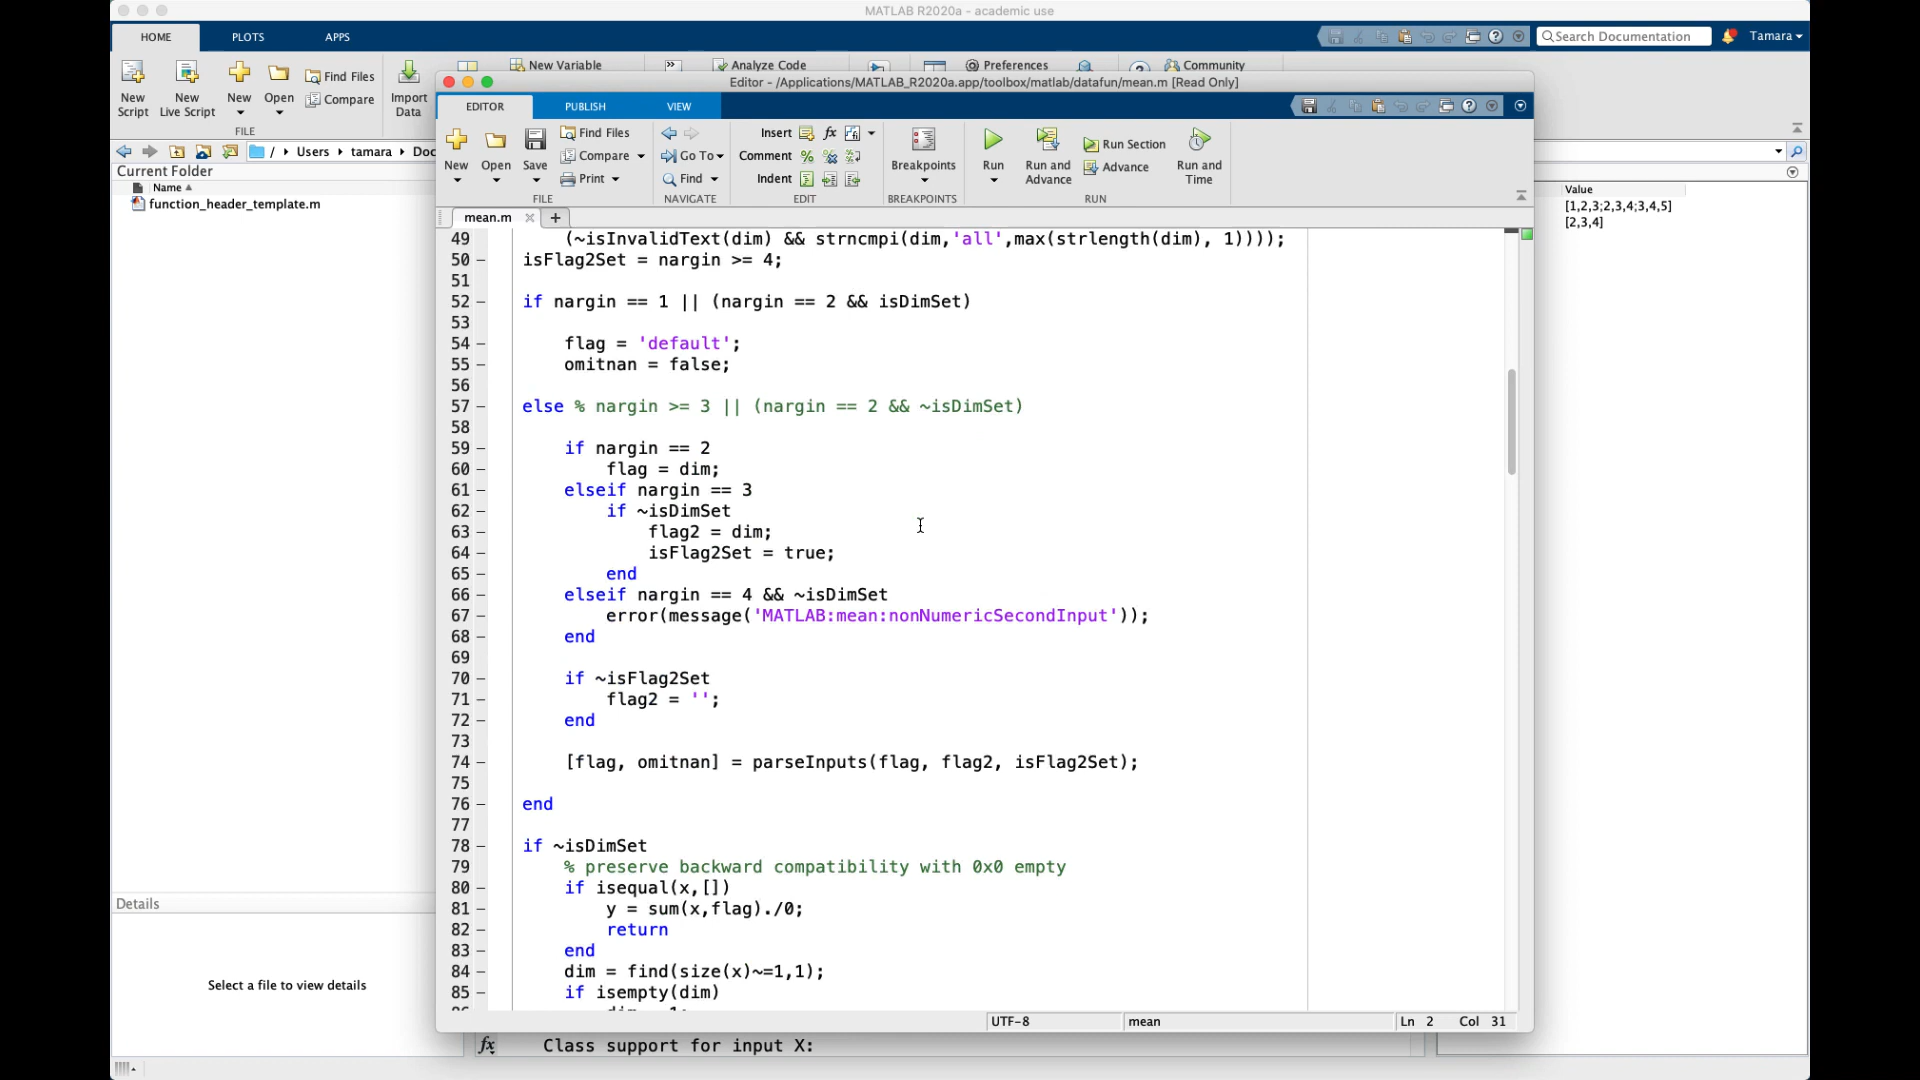 MATLAB R2020a - academic use
HOME PLOTS APPS
Search Documentation Tamara
New Script
New Live Script
New
Open
Find Files
Compare
Import Data
FILE
New Variable
Analyze Code
Preferences
Community
/ Users tamara Doc
Current Folder
Name
function_header_template.m
Details
Select a file to view details
Value
[1,2,3;2,3,4;3,4,5]
[2,3,4]
Editor - /Applications/MATLAB_R2020a.app/toolbox/matlab/datafun/mean.m [Read Only]
EDITOR PUBLISH VIEW
New
Open
Save
Find Files
Compare
Print
FILE
Go To
Find
NAVIGATE
Insert fx
Comment %
Indent
EDIT
Breakpoints
BREAKPOINTS
Run
Run and Advance
Run Section
Advance
Run and Time
RUN
mean.m
49 (~isInvalidText(dim) && strncmpi(dim,'all',max(strlength(dim), 1))));
50 – isFlag2Set = nargin >= 4;
51
52 – if nargin == 1 || (nargin == 2 && isDimSet)
53
54 – flag = 'default';
55 – omitnan = false;
56
57 – else % nargin >= 3 || (nargin == 2 && ~isDimSet)
58
59 – if nargin == 2
60 – flag = dim;
61 – elseif nargin == 3
62 – if ~isDimSet
63 – flag2 = dim;
64 – isFlag2Set = true;
65 – end
66 – elseif nargin == 4 && ~isDimSet
67 – error(message('MATLAB:mean:nonNumericSecondInput'));
68 – end
69
70 – if ~isFlag2Set
71 – flag2 = '';
72 – end
73
74 – [flag, omitnan] = parseInputs(flag, flag2, isFlag2Set);
75
76 – end
77
78 – if ~isDimSet
79 % preserve backward compatibility with 0x0 empty
80 – if isequal(x,[])
81 – y = sum(x,flag)./0;
82 – return
83 – end
84 – dim = find(size(x)~=1,1);
85 – if isempty(dim)
UTF-8 mean Ln 2 Col 31
fx Class support for input X: